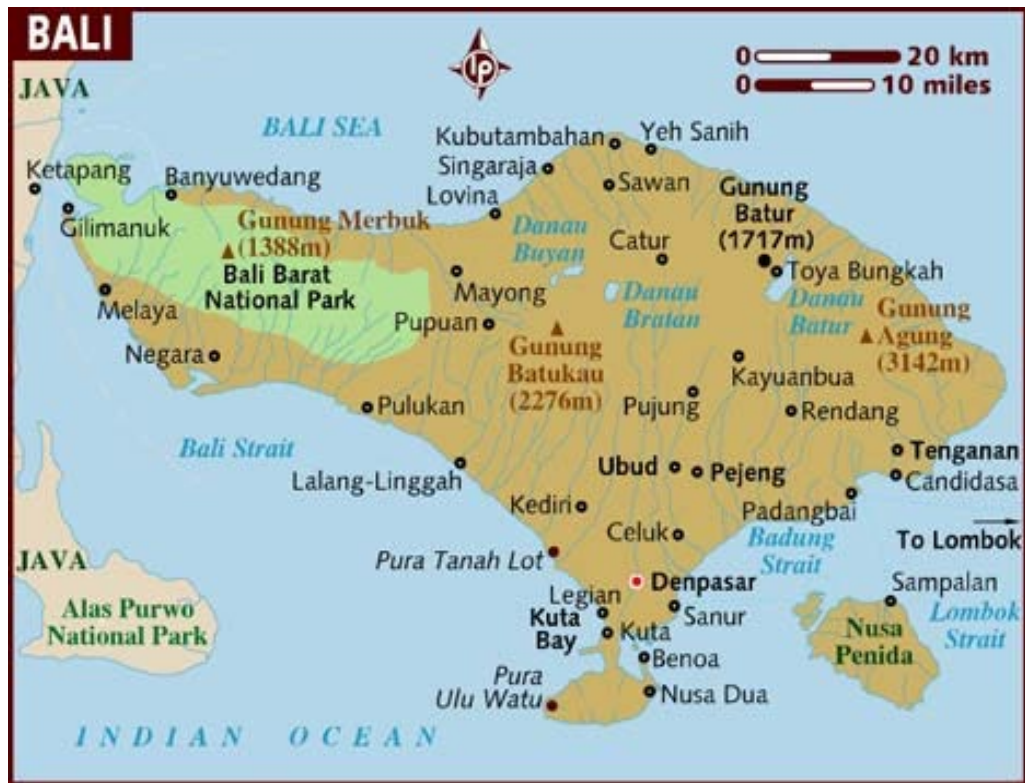 BALI
JAVA
BALI SEA
0 20 km
0 10 miles
lp
Kubutambahan
Yeh Sanih
Singaraja
Ketapang
Banyuwedang
Lovina
Sawan
Gunung
Batur
(1717m)
Gilimanuk
Gunung Merbuk
(1388m)
Danau
Buyan
Catur
Bali Barat
National Park
Toya Bungkah
Melaya
Mayong
Danau
Bratan
Danau
Batur
Gunung
Agung
(3142m)
Pupuan
Negara
Gunung
Batukau
(2276m)
Kayuanbua
Pulukan
Pujung
Rendang
Bali Strait
Lalang-Linggah
Ubud
Pejeng
Tenganan
Candidasa
Kediri
Padangbai
Celuk
Badung
Strait
To Lombok
JAVA
Pura Tanah Lot
Denpasar
Sampalan
Alas Purwo
National Park
Legian
Sanur
Lombok
Strait
Kuta
Bay
Kuta
Nusa
Penida
Benoa
Pura
Ulu Watu
Nusa Dua
INDIAN OCEAN